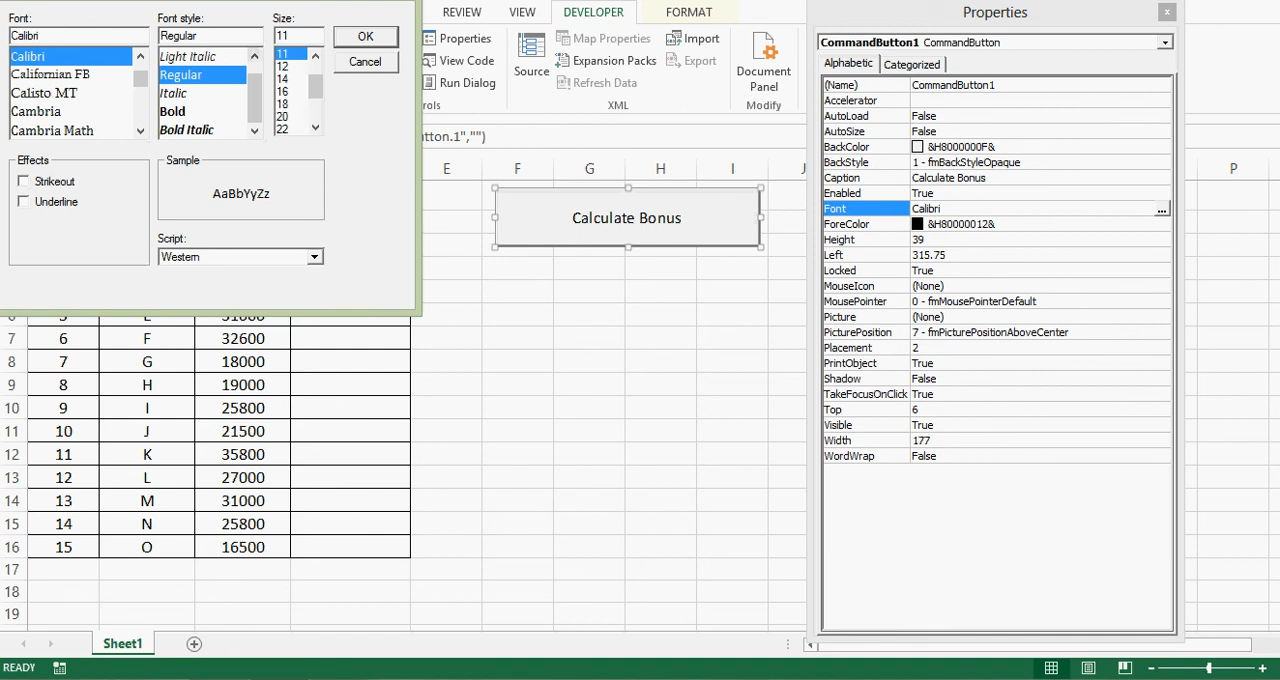 Font:
Calibri
Calibri
Californian FB
Calisto MT
Cambria
Cambria Math
Font style:
Regular
Light Italic
Regular
Italic
Bold
Bold Italic
Size:
11
11
12
14
16
18
20
22
OK
Cancel
Effects
Strikeout
Underline
Sample
AaBbYyZz
Script:
Western
REVIEW VIEW DEVELOPER FORMAT
Properties
View Code
Run Dialog
rols
Source
Map Properties
Expansion Packs
Refresh Data
Import
Export
XML
Document
Panel
Modify
utton.1","")
E F G H I J P
Calculate Bonus
6 5 E 31000
7 6 F 32600
8 7 G 18000
9 8 H 19000
10 9 I 25800
11 10 J 21500
12 11 K 35800
13 12 L 27000
14 13 M 31000
15 14 N 25800
16 15 O 16500
17
18
19
Properties
x
CommandButton1 CommandButton
Alphabetic Categorized
(Name) CommandButton1
Accelerator
AutoLoad False
AutoSize False
BackColor &H8000000F&
BackStyle 1 - fmBackStyleOpaque
Caption Calculate Bonus
Enabled True
Font Calibri ...
ForeColor &H80000012&
Height 39
Left 315.75
Locked True
MouseIcon (None)
MousePointer 0 - fmMousePointerDefault
Picture (None)
PicturePosition 7 - fmPicturePositionAboveCenter
Placement 2
PrintObject True
Shadow False
TakeFocusOnClick True
Top 6
Visible True
Width 177
WordWrap False
Sheet1
READY